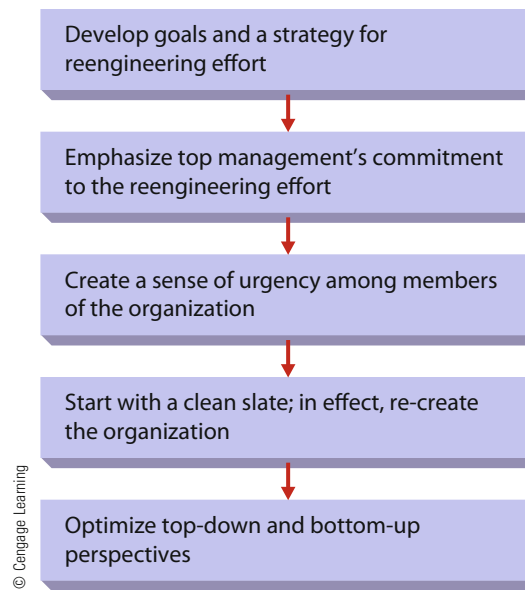 Develop goals and a strategy for
reengineering effort
Emphasize top management’s commitment
to the reengineering effort
Create a sense of urgency among members
of the organization
Start with a clean slate; in effect, re-create
the organization
Optimize top-down and bottom-up
perspectives
© Cengage Learning